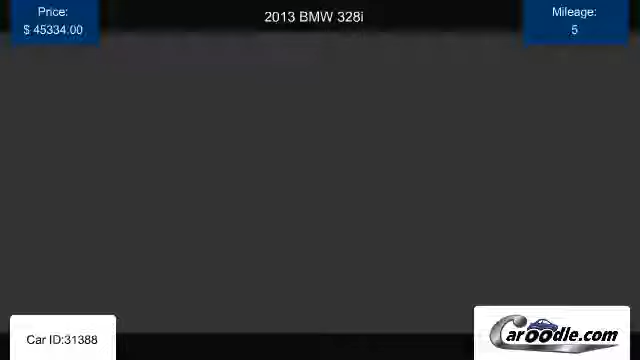 Price:
$ 45334.00
2013 BMW 328i
Mileage:
5
Car ID:31388
Caroodle.com